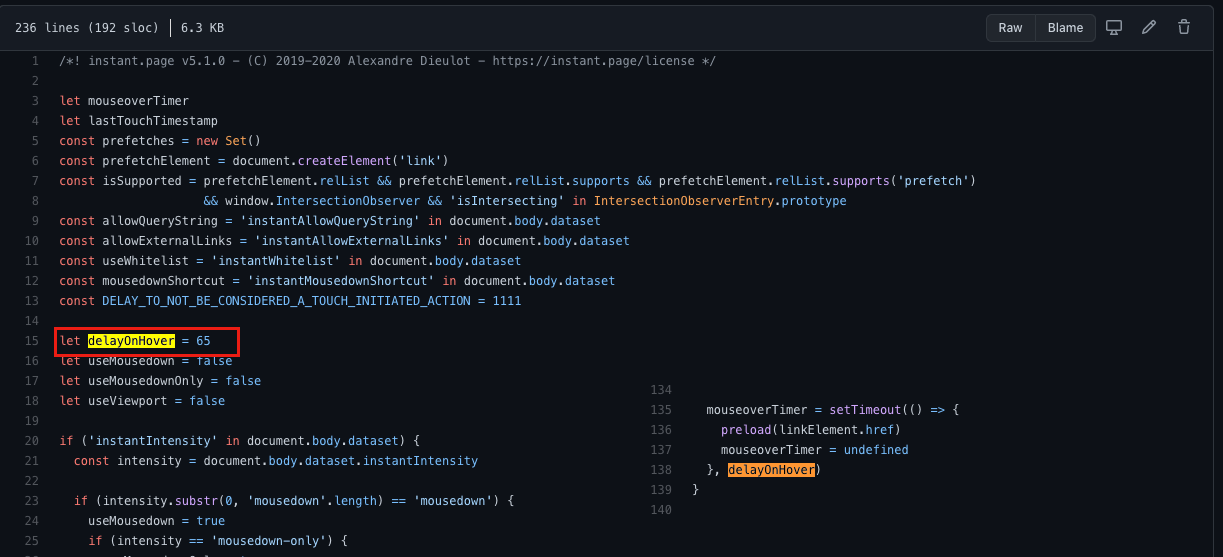 236 lines (192 sloc) 6.3 KB
Raw Blame
1 /*! instant.page v5.1.0 - (C) 2019-2020 Alexandre Dieulot - https://instant.page/license */
2
3 let mouseoverTimer
4 let lastTouchTimestamp
5 const prefetches = new Set()
6 const prefetchElement = document.createElement('link')
7 const isSupported = prefetchElement.relList && prefetchElement.relList.supports && prefetchElement.relList.supports('prefetch')
8 && window.IntersectionObserver && 'isIntersecting' in IntersectionObserverEntry.prototype
9 const allowQueryString = 'instantAllowQueryString' in document.body.dataset
10 const allowExternalLinks = 'instantAllowExternalLinks' in document.body.dataset
11 const useWhitelist = 'instantWhitelist' in document.body.dataset
12 const mousedownShortcut = 'instantMousedownShortcut' in document.body.dataset
13 const DELAY_TO_NOT_BE_CONSIDERED_A_TOUCH_INITIATED_ACTION = 1111
14
15 let delayOnHover = 65
16 let useMousedown = false
17 let useMousedownOnly = false
18 let useViewport = false
19
20 if ('instantIntensity' in document.body.dataset) {
21 const intensity = document.body.dataset.instantIntensity
22
23 if (intensity.substr(0, 'mousedown'.length) == 'mousedown') {
24 useMousedown = true
25 if (intensity == 'mousedown-only') {
134
135 mouseoverTimer = setTimeout(() => {
136 preload(linkElement.href)
137 mouseoverTimer = undefined
138 }, delayOnHover)
139 }
140